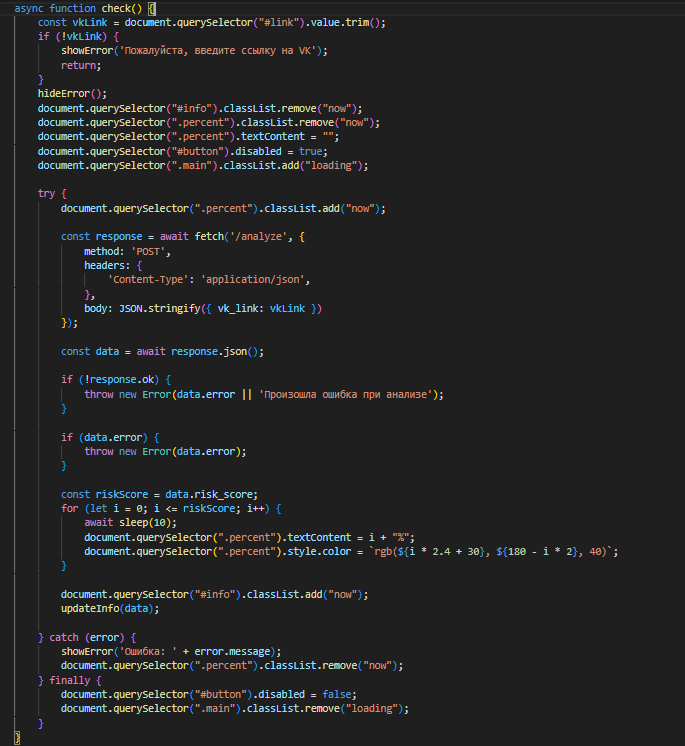 async function check() {
    const vkLink = document.querySelector("#link").value.trim();
    if (!vkLink) {
        showError('Пожалуйста, введите ссылку на VK');
        return;
    }
    hideError();
    document.querySelector("#info").classList.remove("now");
    document.querySelector(".percent").classList.remove("now");
    document.querySelector(".percent").textContent = "";
    document.querySelector("#button").disabled = true;
    document.querySelector(".main").classList.add("loading");

    try {
        document.querySelector(".percent").classList.add("now");

        const response = await fetch('/analyze', {
            method: 'POST',
            headers: {
                'Content-Type': 'application/json',
            },
            body: JSON.stringify({ vk_link: vkLink })
        });

        const data = await response.json();

        if (!response.ok) {
            throw new Error(data.error || 'Произошла ошибка при анализе');
        }

        if (data.error) {
            throw new Error(data.error);
        }

        const riskScore = data.risk_score;
        for (let i = 0; i <= riskScore; i++) {
            await sleep(10);
            document.querySelector(".percent").textContent = i + "%";
            document.querySelector(".percent").style.color = `rgb(${i * 2.4 + 30}, ${180 - i * 2}, 40)`;
        }

        document.querySelector("#info").classList.add("now");
        updateInfo(data);

    } catch (error) {
        showError('Ошибка: ' + error.message);
        document.querySelector(".percent").classList.remove("now");
    } finally {
        document.querySelector("#button").disabled = false;
        document.querySelector(".main").classList.remove("loading");
    }
}